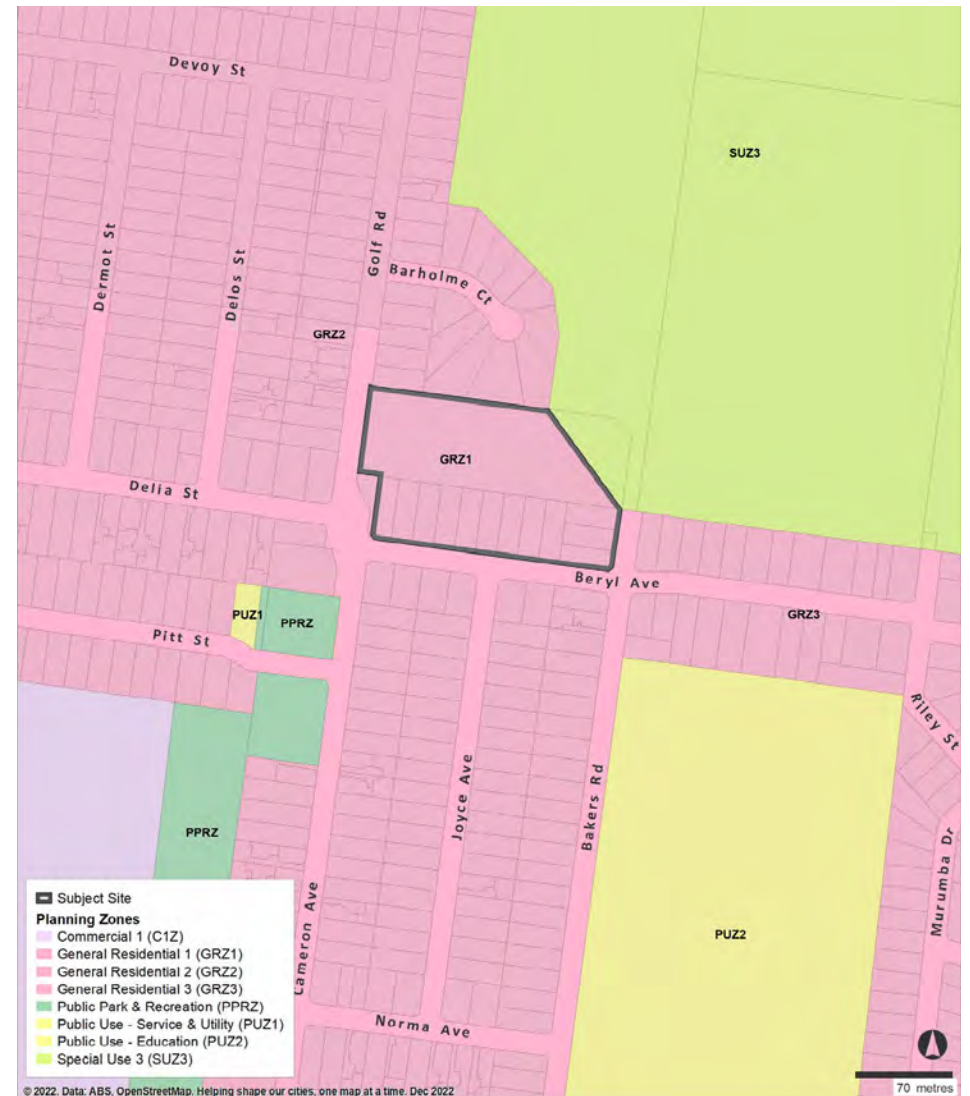 Devoy St
SUZ3
Dermot St
Delos St
Golf Rd
Barholme Ct
GRZ2
GRZ1
Delia St
Beryl Ave
GRZ3
PUZ1
PPRZ
Pitt St
Riley St
Joyce Ave
Bakers Rd
PPRZ
Murumba Dr
Cameron Ave
PUZ2
Norma Ave
Subject Site
Planning Zones
Commercial 1 (C1Z)
General Residential 1 (GRZ1)
General Residential 2 (GRZ2)
General Residential 3 (GRZ3)
Public Park & Recreation (PPRZ)
Public Use - Service & Utility (PUZ1)
Public Use - Education (PUZ2)
Special Use 3 (SUZ3)
70 metres
© 2022. Data: ABS, OpenStreetMap. Helping shape our cities, one map at a time. Dec 2022